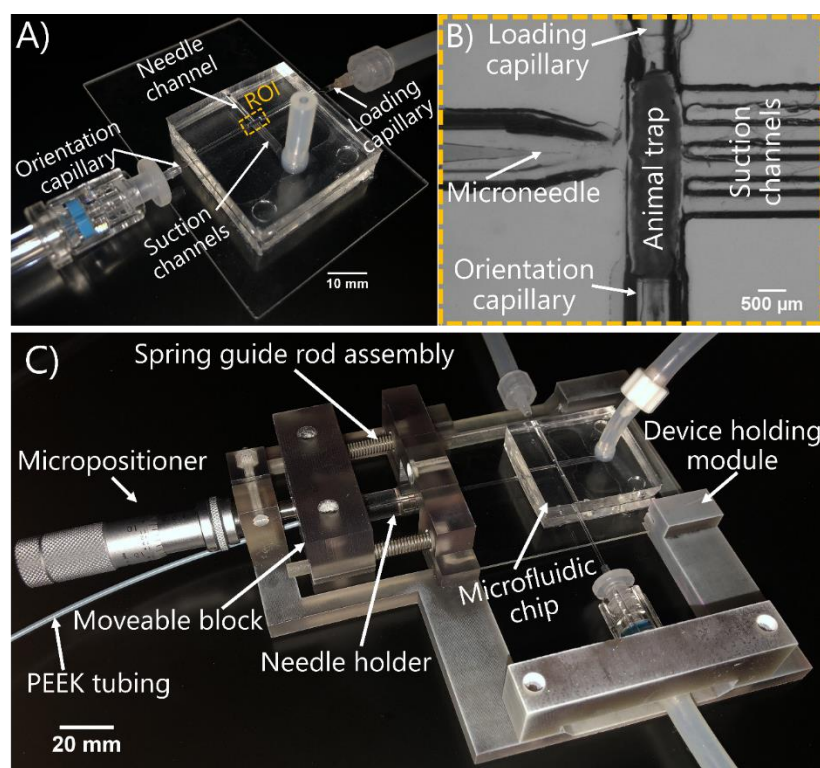 A)
Needle
channel
ROI
Loading
capillary
Orientation
capillary
Suction
channels
10 mm
B)
Loading
capillary
Microneedle
Animal trap
Suction
channels
Orientation
capillary
500 µm
C)
Spring guide rod assembly
Micropositioner
Device holding
module
Moveable block
Microfluidic
chip
Needle holder
PEEK tubing
20 mm